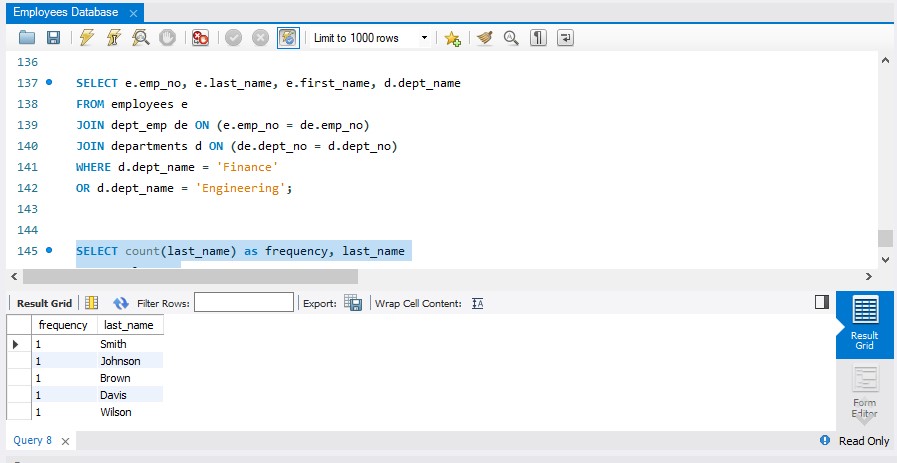 Employees Database ×
Limit to 1000 rows
136
137 SELECT e.emp_no, e.last_name, e.first_name, d.dept_name
138 FROM employees e
139 JOIN dept_emp de ON (e.emp_no = de.emp_no)
140 JOIN departments d ON (de.dept_no = d.dept_no)
141 WHERE d.dept_name = 'Finance'
142 OR d.dept_name = 'Engineering';
143
144
145 SELECT count(last_name) as frequency, last_name
Result Grid Filter Rows: Export: Wrap Cell Content: IA
frequency last_name
1 Smith
1 Johnson
1 Brown
1 Davis
1 Wilson
Result
Grid
Form
Editor
Query 8 ×
Read Only